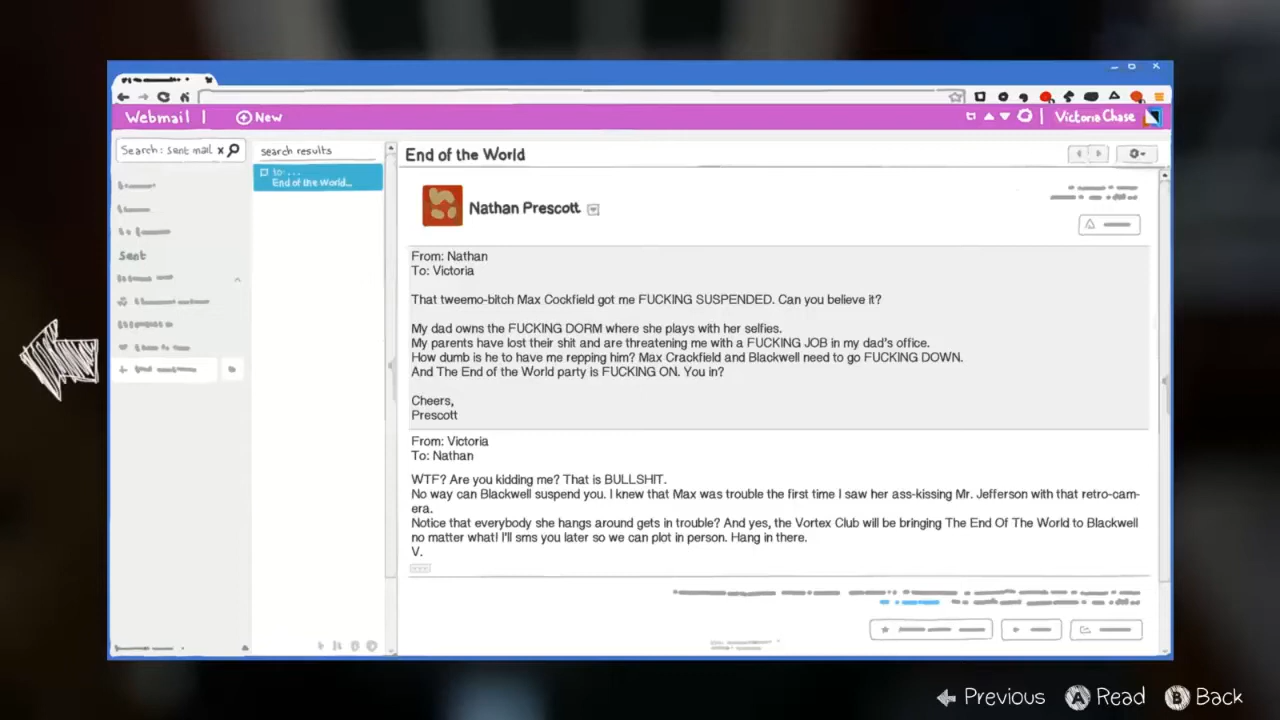 Webmail |
New
Victoria Chase
Search: sent mail x
search results
End of the World
to: ...
End of the World...
Nathan Prescott
Sent
From: Nathan
To: Victoria
That tweemo-bitch Max Cockfield got me FUCKING SUSPENDED. Can you believe it?
My dad owns the FUCKING DORM where she plays with her selfies.
My parents have lost their shit and are threatening me with a FUCKING JOB in my dad's office.
How dumb is he to have me repping him? Max Crackfield and Blackwell need to go FUCKING DOWN.
And The End of the World party is FUCKING ON. You in?
Cheers,
Prescott
From: Victoria
To: Nathan
WTF? Are you kidding me? That is BULLSHIT.
No way can Blackwell suspend you. I knew that Max was trouble the first time I saw her ass-kissing Mr. Jefferson with that retro-cam-
era.
Notice that everybody she hangs around gets in trouble? And yes, the Vortex Club will be bringing The End Of The World to Blackwell
no matter what! I'll sms you later so we can plot in person. Hang in there.
V.
Previous
A Read
B Back